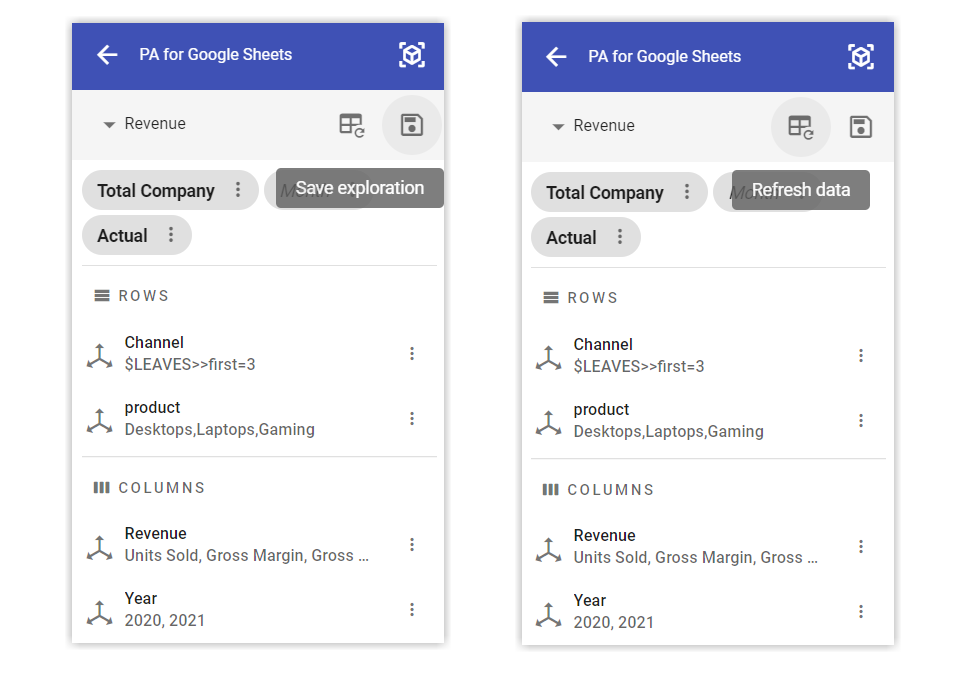 PA for Google Sheets
Revenue
Total Company
Save exploration
Actual
ROWS
Channel
$LEAVES>>first=3
product
Desktops,Laptops,Gaming
COLUMNS
Revenue
Units Sold, Gross Margin, Gross ...
Year
2020, 2021
PA for Google Sheets
Revenue
Total Company
Month
Refresh data
Actual
ROWS
Channel
$LEAVES>>first=3
product
Desktops,Laptops,Gaming
COLUMNS
Revenue
Units Sold, Gross Margin, Gross ...
Year
2020, 2021